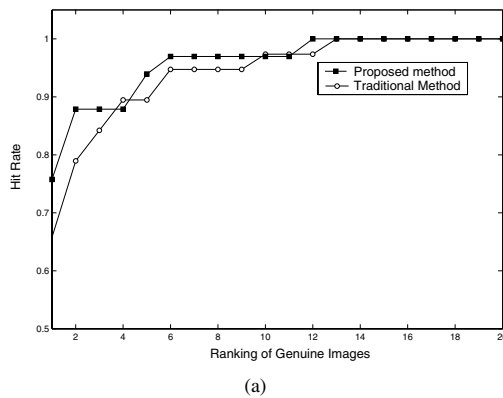 1
0.9
0.8
0.7
0.6
0.5
Hit Rate
Proposed method
Traditional Method
2 4 6 8 10 12 14 16 18 20
Ranking of Genuine Images
(a)